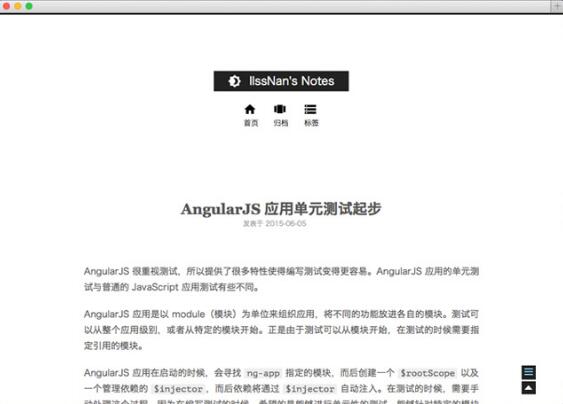 IIssNan's Notes
首页 归档 标签
AngularJS 应用单元测试起步
发表于 2015-06-05
AngularJS 很重视测试，所以提供了很多特性使得编写测试变得更容易。AngularJS 应用的单元测
试与普通的 JavaScript 应用测试有些不同。
AngularJS 应用是以 module（模块）为单位来组织应用，将不同的功能放进各自的模块。测试可
以从整个应用级别，或者从特定的模块开始。正是由于测试可以从模块开始，在测试的时候需要指
定引用的模块。
AngularJS 应用在启动的时候，会寻找 ng-app 指定的模块，而后创建一个 $rootScope 以及
一个管理依赖的 $injector，而后依赖将通过 $injector 自动注入。在测试的时候，需要手